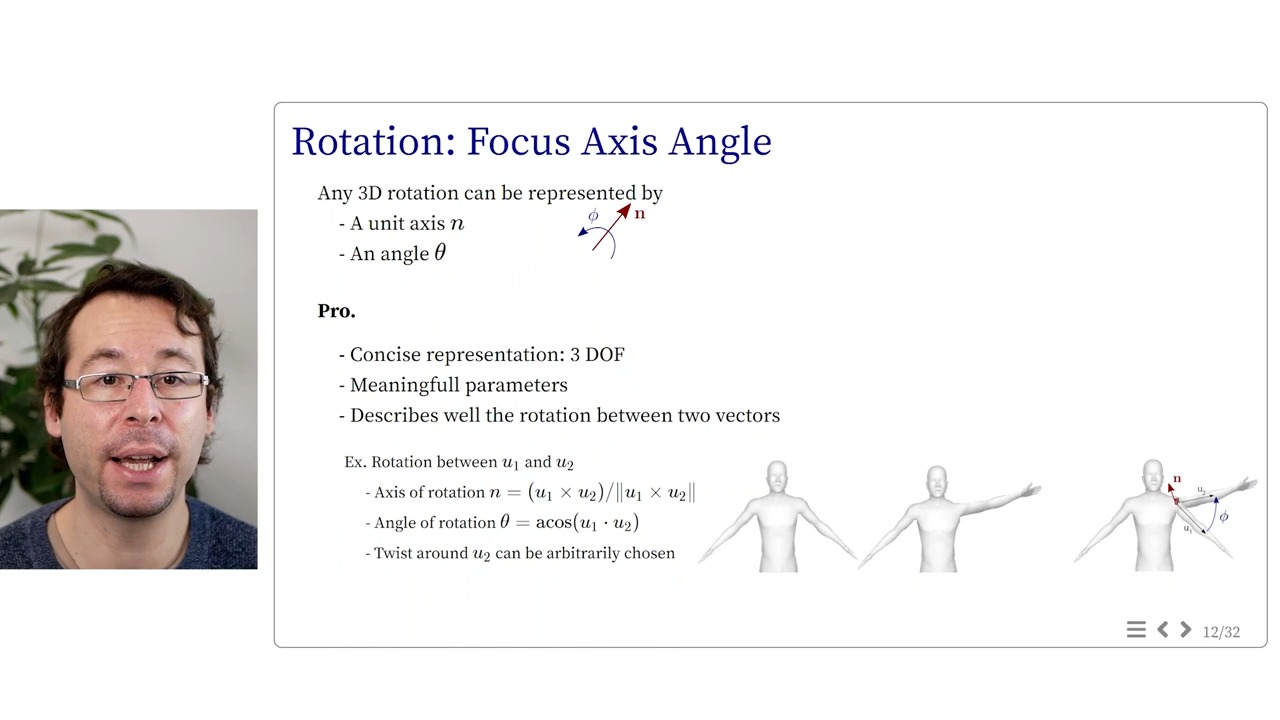 Rotation: Focus Axis Angle
Any 3D rotation can be represented by
- A unit axis n
- An angle θ
ϕ
n
Pro.
- Concise representation: 3 DOF
- Meaningfull parameters
- Describes well the rotation between two vectors
Ex. Rotation between u₁ and u₂
- Axis of rotation n = (u₁ × u₂)/‖u₁ × u₂‖
- Angle of rotation θ = acos(u₁ · u₂)
- Twist around u₂ can be arbitrarily chosen
n
u₂
u₁
ϕ
12/32